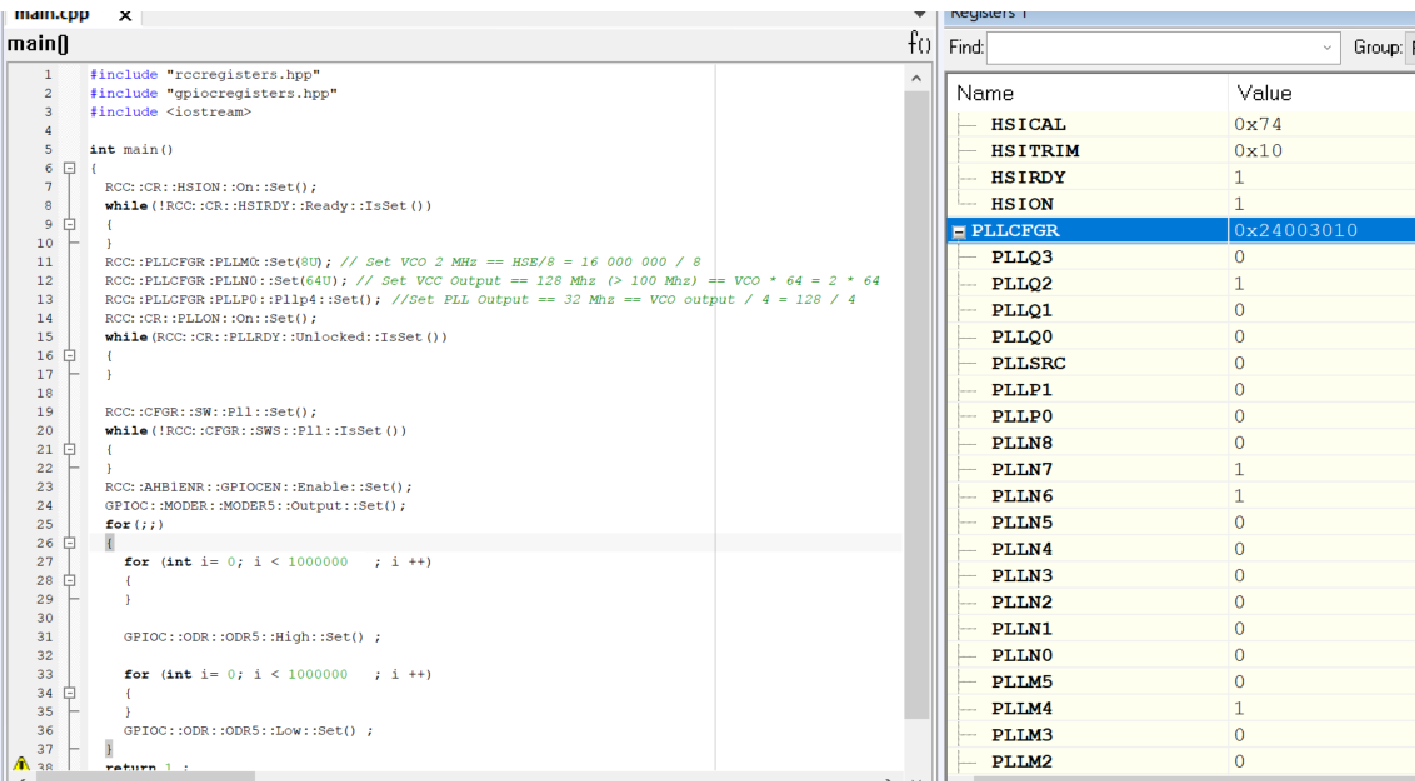 main.cpp x
main() f()
1 #include "rccregisters.hpp"
2 #include "gpiocregisters.hpp"
3 #include <iostream>
4
5 int main()
6 {
7 RCC::CR::HSION::On::Set();
8 while(!RCC::CR::HSIRDY::Ready::IsSet())
9 {
10 }
11 RCC::PLLCFGR:PLLM0:Set(8U); // Set VCO 2 MHz == HSE/8 = 16 000 000 / 8
12 RCC::PLLCFGR:PLLN0::Set(64U); // Set VCC Output == 128 Mhz (> 100 Mhz) == VCO * 64 = 2 * 64
13 RCC::PLLCFGR:PLLP0::Pllp4::Set(); //Set PLL Output == 32 Mhz == VCO output / 4 = 128 / 4
14 RCC::CR::PLLON::On::Set();
15 while(RCC::CR::PLLRDY::Unlocked::IsSet())
16 {
17 }
18
19 RCC::CFGR::SW::Pll::Set();
20 while(!RCC::CFGR::SWS::Pll::IsSet())
21 {
22 }
23 RCC::AHB1ENR::GPIOCEN::Enable::Set();
24 GPIOC::MODER::MODER5::Output::Set();
25 for(;;)
26 {
27 for (int i= 0; i < 1000000 ; i ++)
28 {
29 }
30
31 GPIOC::ODR::ODR5::High::Set() ;
32
33 for (int i= 0; i < 1000000 ; i ++)
34 {
35 }
36 GPIOC::ODR::ODR5::Low::Set() ;
37 }
38 return 1 ;
Registers 1
Find: Group:
Name Value
HSICAL 0x74
HSITRIM 0x10
HSIRDY 1
HSION 1
PLLCFGR 0x24003010
PLLQ3 0
PLLQ2 1
PLLQ1 0
PLLQ0 0
PLLSRC 0
PLLP1 0
PLLP0 0
PLLN8 0
PLLN7 1
PLLN6 1
PLLN5 0
PLLN4 0
PLLN3 0
PLLN2 0
PLLN1 0
PLLN0 0
PLLM5 0
PLLM4 1
PLLM3 0
PLLM2 0